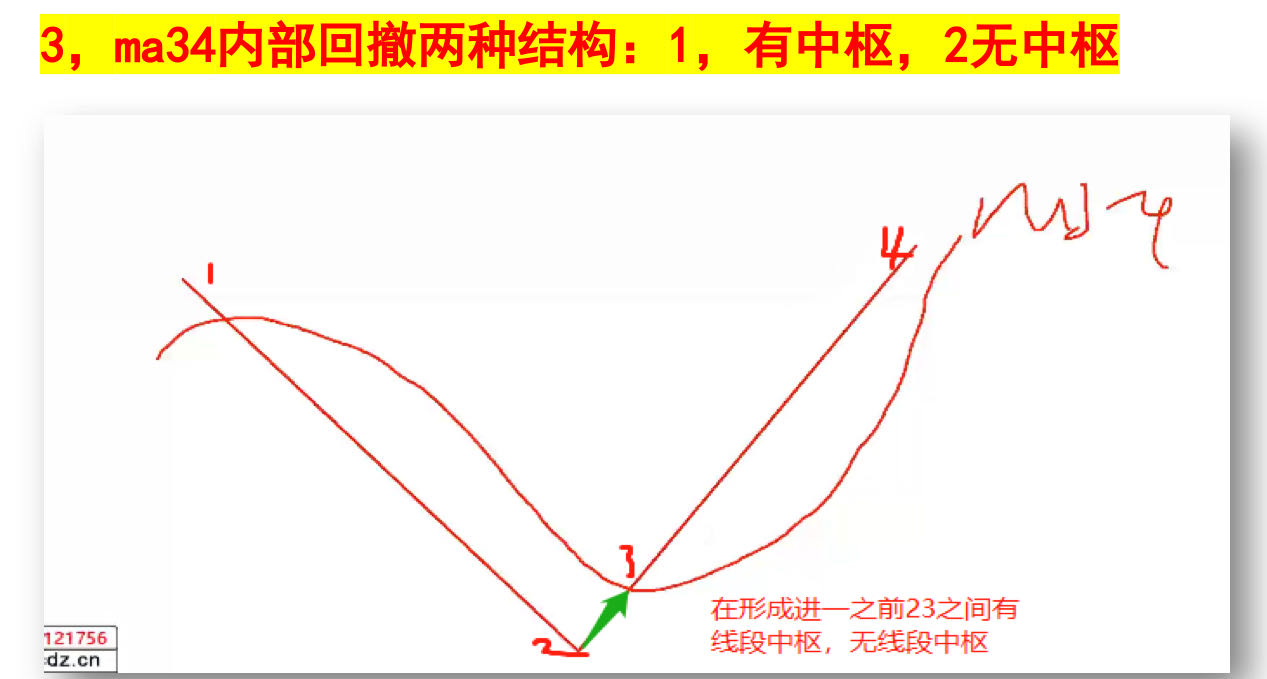 3，ma34内部回撤两种结构：1，有中枢，2无中枢
1
4
ma34
3
在形成进一之前23之间有
线段中枢，无线段中枢
2
121756
dz.cn